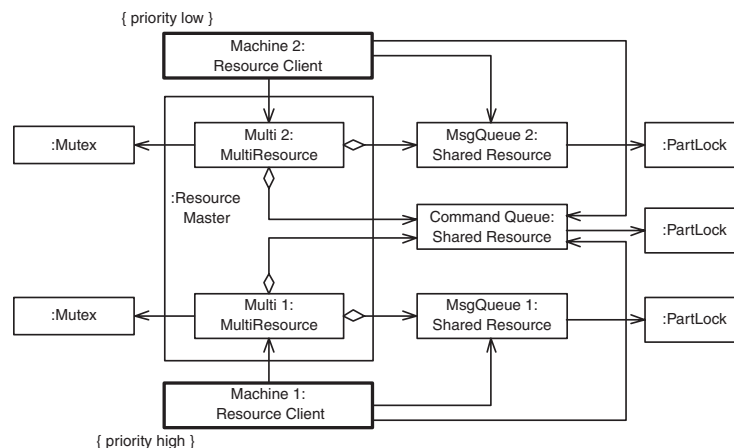 { priority low }
Machine 2:
Resource Client
:Mutex
Multi 2:
MultiResource
MsgQueue 2:
Shared Resource
:PartLock
:Resource
Master
Command Queue:
Shared Resource
:PartLock
:Mutex
Multi 1:
MultiResource
MsgQueue 1:
Shared Resource
:PartLock
Machine 1:
Resource Client
{ priority high }